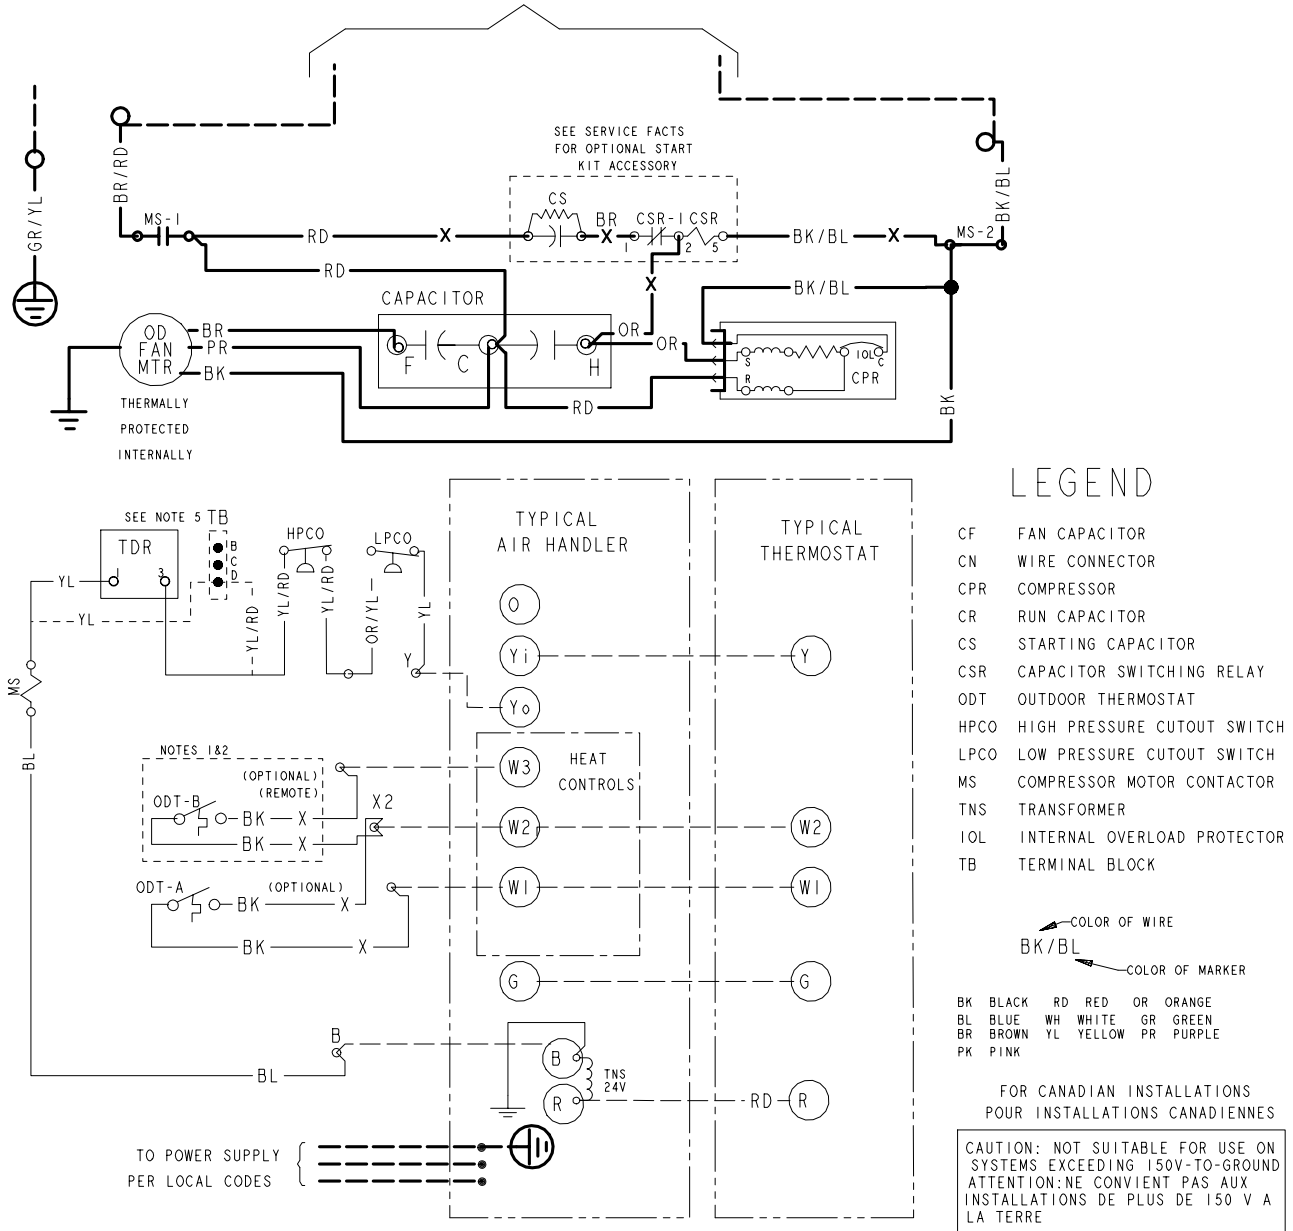 SEE SERVICE FACTS
FOR OPTIONAL START
KIT ACCESSORY
BR/RD
GR/YL
MS-1
RD
X
CS
BR
X
CSR-1 CSR
1
2
5
BK/BL
X
MS-2
BK/BL
RD
X
BK/BL
CAPACITOR
OD
FAN
MTR
BR
PR
BK
F
C
H
OR
OR
S
IOL
C
R
CPR
RD
BK
THERMALLY
PROTECTED
INTERNALLY
LEGEND
CF FAN CAPACITOR
CN WIRE CONNECTOR
CPR COMPRESSOR
CR RUN CAPACITOR
CS STARTING CAPACITOR
CSR CAPACITOR SWITCHING RELAY
ODT OUTDOOR THERMOSTAT
HPCO HIGH PRESSURE CUTOUT SWITCH
LPCO LOW PRESSURE CUTOUT SWITCH
MS COMPRESSOR MOTOR CONTACTOR
TNS TRANSFORMER
IOL INTERNAL OVERLOAD PROTECTOR
TB TERMINAL BLOCK
SEE NOTE 5 TB
TDR
1
3
B
C
D
HPCO
LPCO
YL
YL
YL/RD
YL/RD
YL/RD
OR/YL
YL
Y
MS
BL
TYPICAL
AIR HANDLER
TYPICAL
THERMOSTAT
O
Yi
Y
Yo
HEAT
CONTROLS
W3
W2
W2
W1
W1
G
G
NOTES 1&2
(OPTIONAL)
(REMOTE)
ODT-B
BK
X
BK
X
X2
ODT-A
(OPTIONAL)
BK
X
BK
X
B
BL
B
R
TNS
24V
RD
R
TO POWER SUPPLY
PER LOCAL CODES
COLOR OF WIRE
BK/BL
COLOR OF MARKER
BK BLACK RD RED OR ORANGE
BL BLUE WH WHITE GR GREEN
BR BROWN YL YELLOW PR PURPLE
PK PINK
FOR CANADIAN INSTALLATIONS
POUR INSTALLATIONS CANADIENNES
CAUTION: NOT SUITABLE FOR USE ON
SYSTEMS EXCEEDING 150V-TO-GROUND
ATTENTION:NE CONVIENT PAS AUX
INSTALLATIONS DE PLUS DE 150 V A
LA TERRE